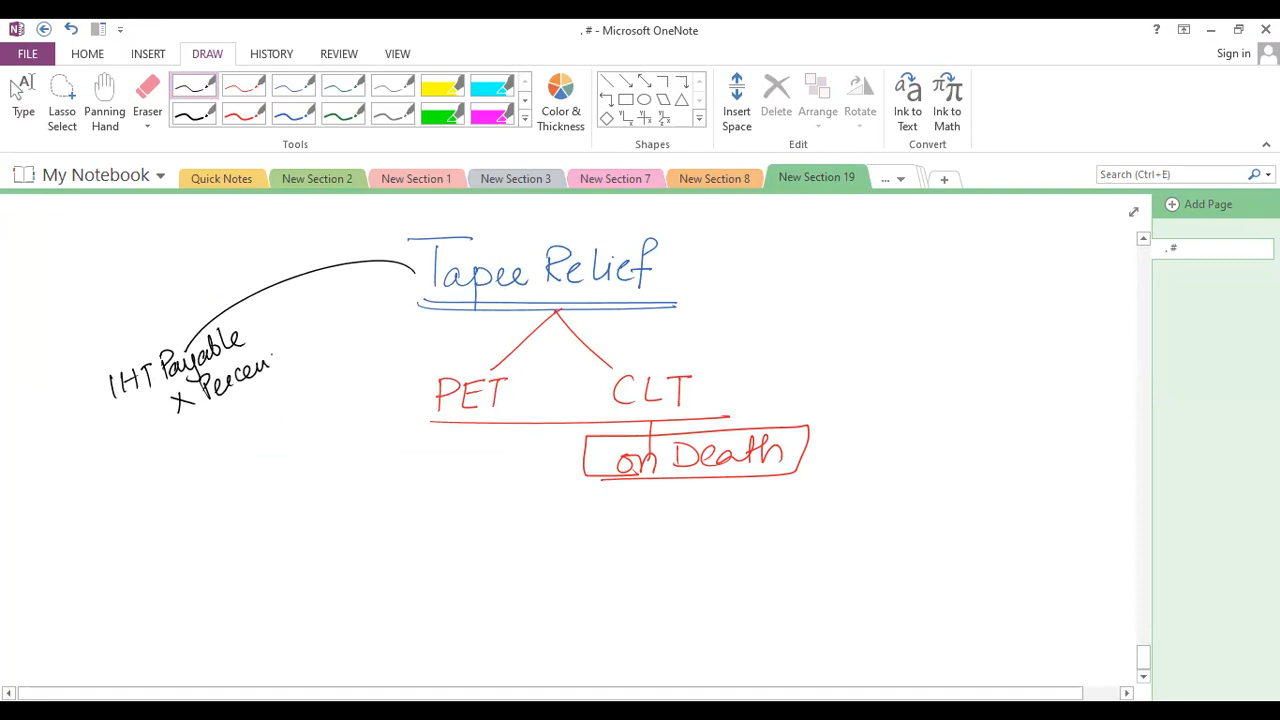 . # - Microsoft OneNote
?
FILE
HOME
INSERT
DRAW
HISTORY
REVIEW
VIEW
Sign in
Type
Lasso Select
Panning Hand
Eraser
Color & Thickness
Insert Space
Delete
Arrange
Rotate
Ink to Text
Ink to Math
Tools
Shapes
Edit
Convert
My Notebook
Quick Notes
New Section 2
New Section 1
New Section 3
New Section 7
New Section 8
New Section 19
...
Search (Ctrl+E)
Add Page
. #
Taper Relief
IHT Payable
x Percen
PET CLT
on Death